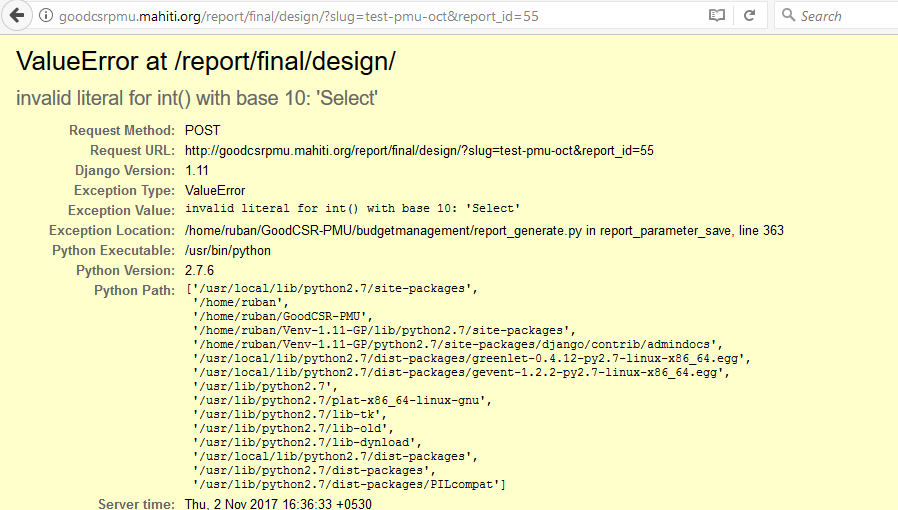 goodcsrpmu.mahiti.org/report/final/design/?slug=test-pmu-oct&report_id=55
Search
ValueError at /report/final/design/
invalid literal for int() with base 10: 'Select'
Request Method: POST
Request URL: http://goodcsrpmu.mahiti.org/report/final/design/?slug=test-pmu-oct&report_id=55
Django Version: 1.11
Exception Type: ValueError
Exception Value: invalid literal for int() with base 10: 'Select'
Exception Location: /home/ruban/GoodCSR-PMU/budgetmanagement/report_generate.py in report_parameter_save, line 363
Python Executable: /usr/bin/python
Python Version: 2.7.6
Python Path: ['/usr/local/lib/python2.7/site-packages',
'/home/ruban',
'/home/ruban/GoodCSR-PMU',
'/home/ruban/Venv-1.11-GP/lib/python2.7/site-packages',
'/home/ruban/Venv-1.11-GP/python2.7/site-packages/django/contrib/admindocs',
'/usr/local/lib/python2.7/dist-packages/greenlet-0.4.12-py2.7-linux-x86_64.egg',
'/usr/local/lib/python2.7/dist-packages/gevent-1.2.2-py2.7-linux-x86_64.egg',
'/usr/lib/python2.7',
'/usr/lib/python2.7/plat-x86_64-linux-gnu',
'/usr/lib/python2.7/lib-tk',
'/usr/lib/python2.7/lib-old',
'/usr/lib/python2.7/lib-dynload',
'/usr/local/lib/python2.7/dist-packages',
'/usr/lib/python2.7/dist-packages',
'/usr/lib/python2.7/dist-packages/PILcompat']
Server time: Thu, 2 Nov 2017 16:36:33 +0530